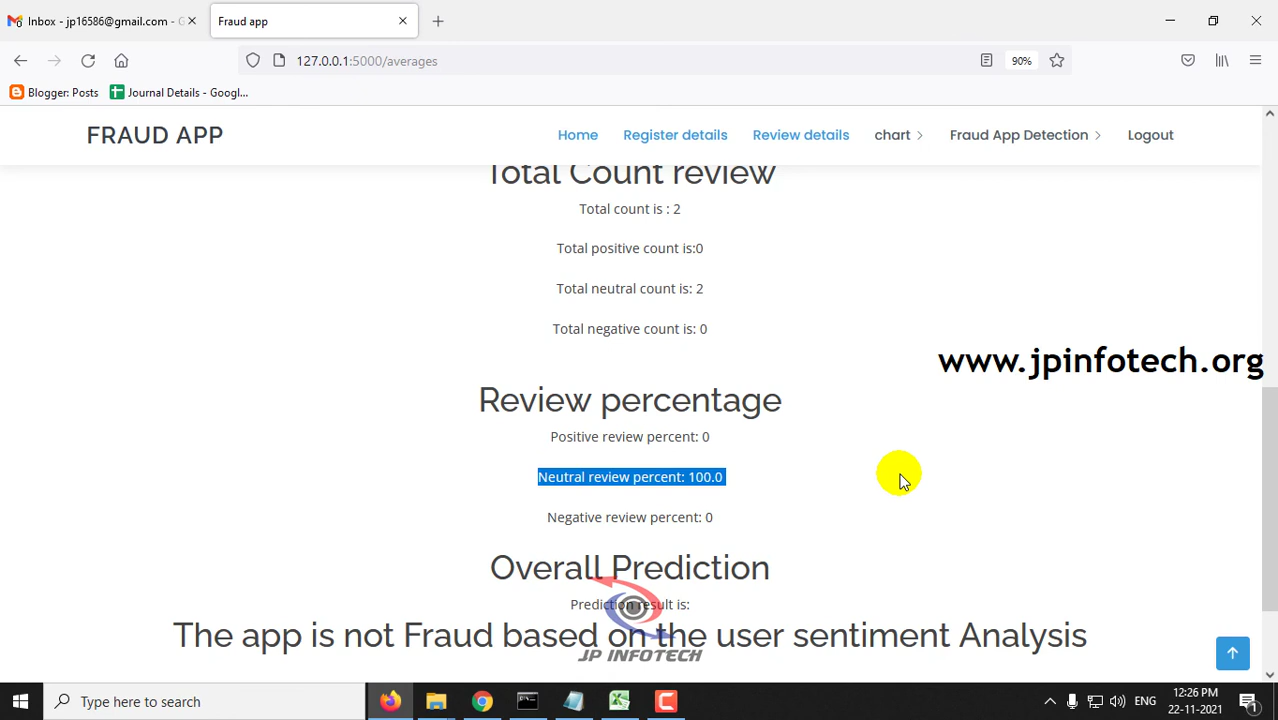 Inbox - jp16586@gmail.com - G
Fraud app
127.0.0.1:5000/averages
90%
Blogger: Posts
Journal Details - Googl...
FRAUD APP
Home
Register details
Review details
chart
Fraud App Detection
Logout
Total Count review
Total count is : 2
Total positive count is:0
Total neutral count is: 2
Total negative count is: 0
www.jpinfotech.org
Review percentage
Positive review percent: 0
Neutral review percent: 100.0
Negative review percent: 0
Overall Prediction
Prediction result is:
The app is not Fraud based on the user sentiment Analysis
JP INFOTECH
Type here to search
ENG
12:26 PM
22-11-2021
1